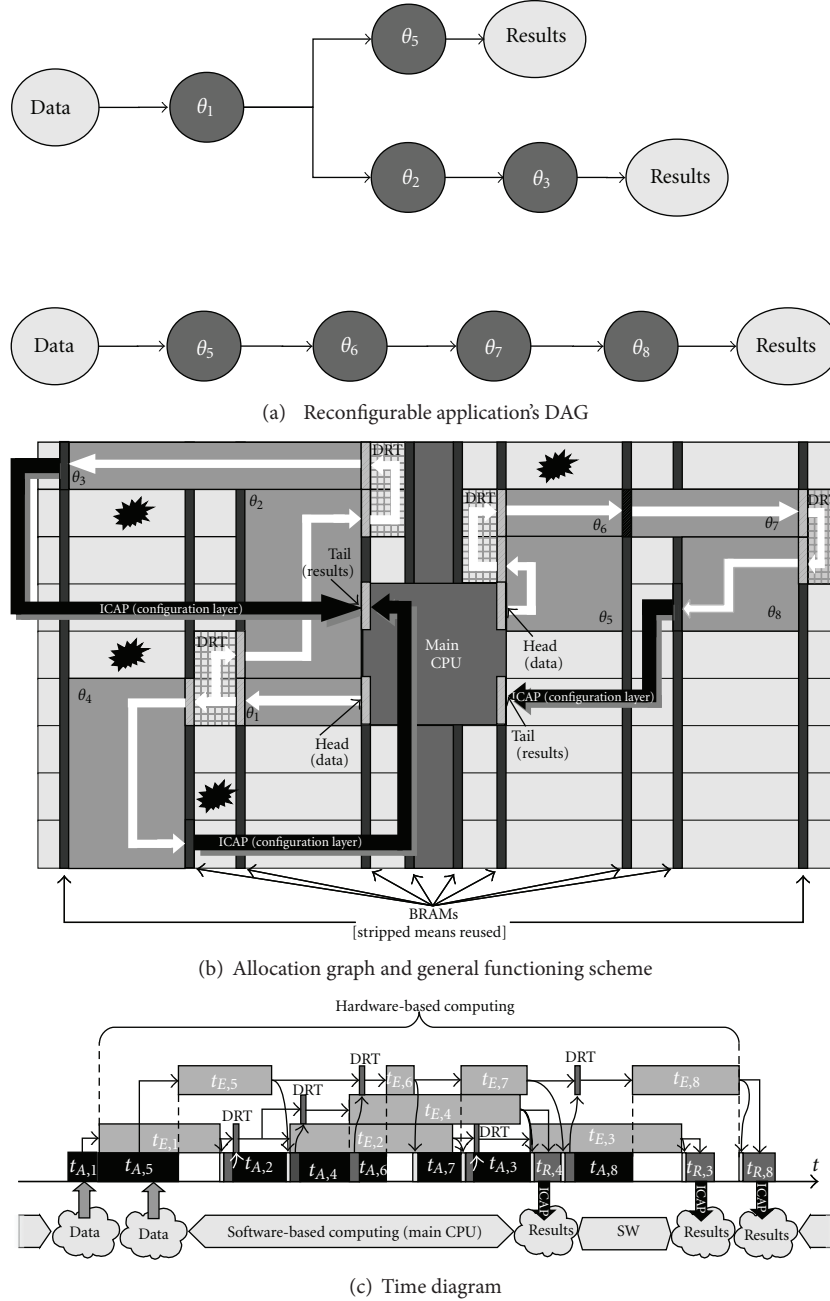 θ5 Results
Data θ1
θ2 θ3 Results
Data θ5 θ6 θ7 θ8 Results
(a) Reconfigurable application's DAG
DRT
θ3
θ2
DRT
θ6
θ7
DRT
Tail
(results)
ICAP (configuration layer)
θ5
θ8
DRT
Main
CPU
Head
(data)
θ4
θ1
ICAP (configuration layer)
Head
(data)
Tail
(results)
ICAP (configuration layer)
BRAMs
[stripped means reused]
(b) Allocation graph and general functioning scheme
Hardware-based computing
DRT DRT
tE,5 tE,6 tE,7 tE,8
DRT
tE,4
DRT DRT
tE,1 tE,2 tE,3
tA,1 tA,5 tA,2 tA,4 tA,6 tA,7 tA,3 tR,4 tA,8 tR,3 tR,8 t
ICAP ICAP ICAP
Data Data Software-based computing (main CPU) Results SW Results Results
(c) Time diagram